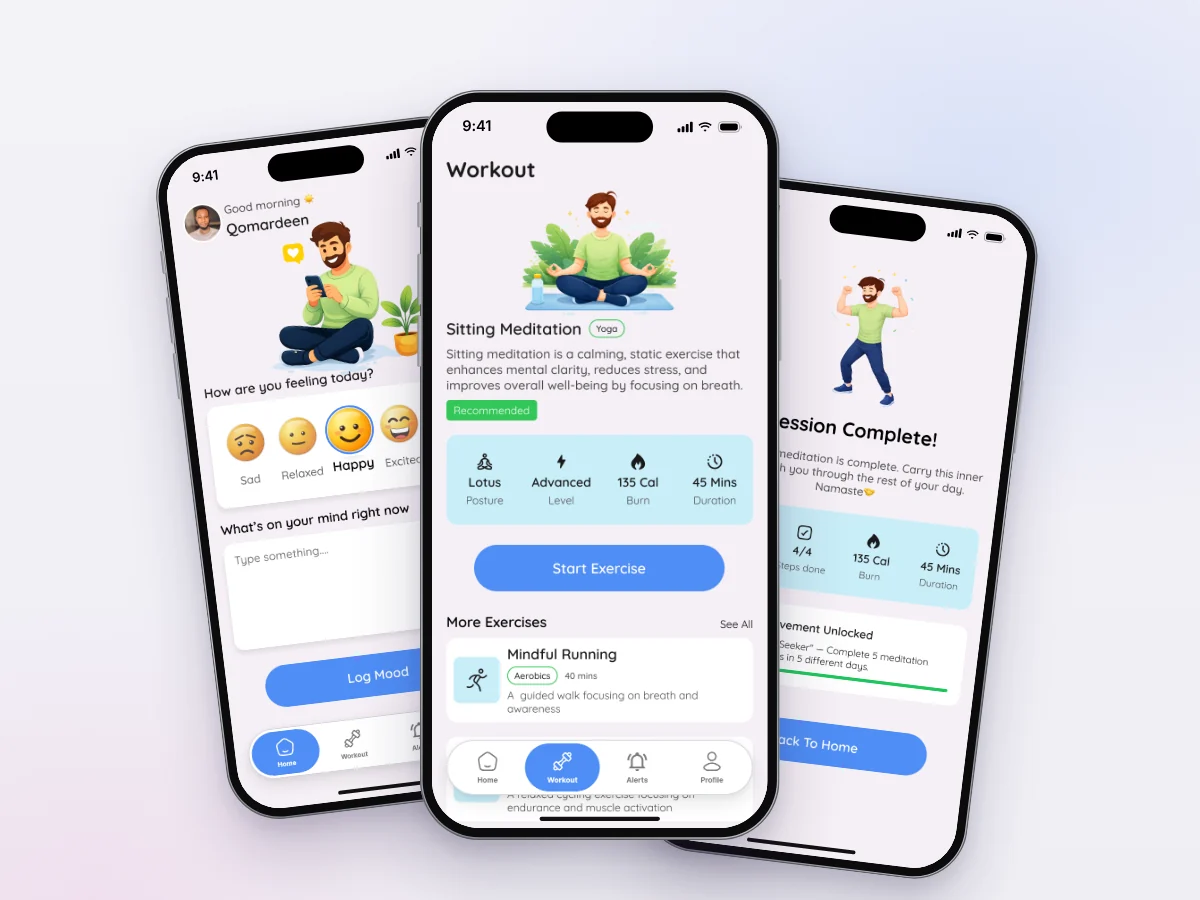 9:41
Good morning
Qomardeen
How are you feeling today?
Sad
Relaxed
Happy
Excited
What's on your mind right now
Type something....
Log Mood
Home
Workout
9:41
Workout
Sitting Meditation
Yoga
Sitting meditation is a calming, static exercise that
enhances mental clarity, reduces stress, and
improves overall well-being by focusing on breath.
Recommended
Lotus
Advanced
135 Cal
45 Mins
Posture
Level
Burn
Duration
Start Exercise
More Exercises
See All
Mindful Running
Aerobics
40 mins
A guided walk focusing on breath and
awareness
Home
Workout
Alerts
Profile
A relaxed cycling exercise focusing on
endurance and muscle activation
ession Complete!
meditation is complete. Carry this inner
h you through the rest of your day.
Namaste
4/4
135 Cal
45 Mins
teps done
Burn
Duration
vement Unlocked
Seeker" — Complete 5 meditation
s in 5 different days.
ack To Home